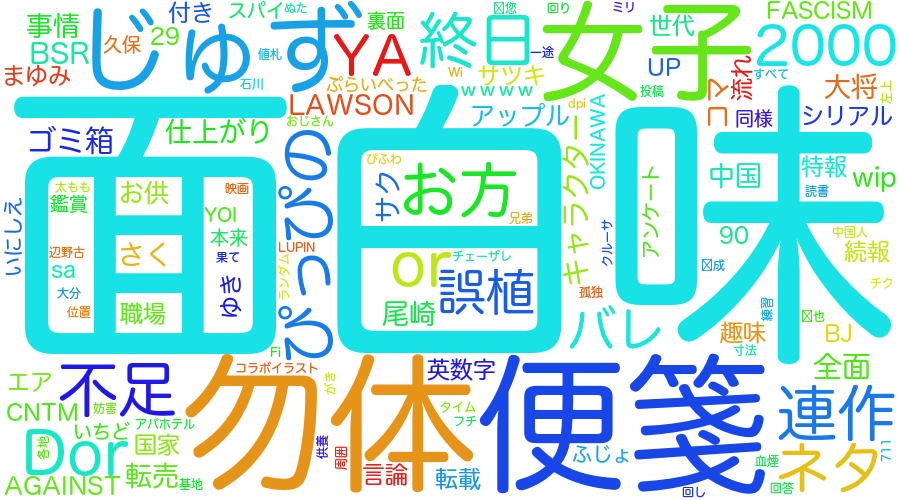 じゅず
付き
スパイ
ぬた
裏面
終日
您
回り
ミリ
女子
FASCISM
世代
2000
事情
BSR
久保
29
値札
YA
一途
UP
すべて
まゆみ
石川
ぷらいべった
Wi
サツキ
投稿
コマ
流れ
大将
左上
LAWSON
wwww
dpi
アップル
OKINAWA
同様
シリアル
ゴミ箱
仕上がり
おじさん
面白味
ぴっぴの
びふわ
キャラクター
アンケート
中国
特報
wip
太もも
鑑賞
お供
映画
サク
お方
兄弟
クルーサ
読書
YOI
本来
いにしえ
辺野古
さく
果て
LUPIN
or
チェーザレ
90
中国人
続報
sa
大分
ゆき
ランダム
誤植
孤独
成
チク
位置
職場
尾崎
バレ
練習
也
趣味
BJ
寸法
Fi
エア
不足
コラボイラスト
がき
勿体
英数字
便箋
全面
CNTM
妨害
アパホテル
いちど
タイム
フチ
連作
Dor
各地
国家
供養
周囲
言論
ふじょ
ネタ
711
AGAINST
転売
基地
転載
血煙
回し
回答